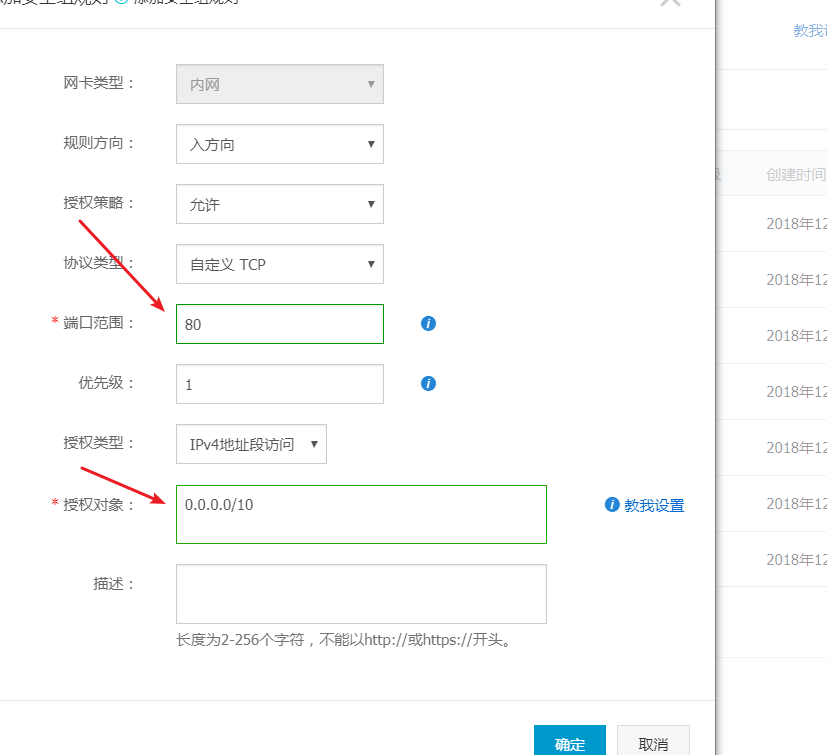 添加安全组规则 添加安全组规则
教我
网卡类型： 内网
规则方向： 入方向
授权策略： 允许
协议类型： 自定义 TCP
* 端口范围： 80
优先级： 1
授权类型： IPv4地址段访问
* 授权对象： 0.0.0.0/10
教我设置
描述：
长度为2-256个字符，不能以http://或https://开头。
确定 取消
创建时间
2018年12
2018年12
2018年12
2018年12
2018年12
2018年12
2018年12